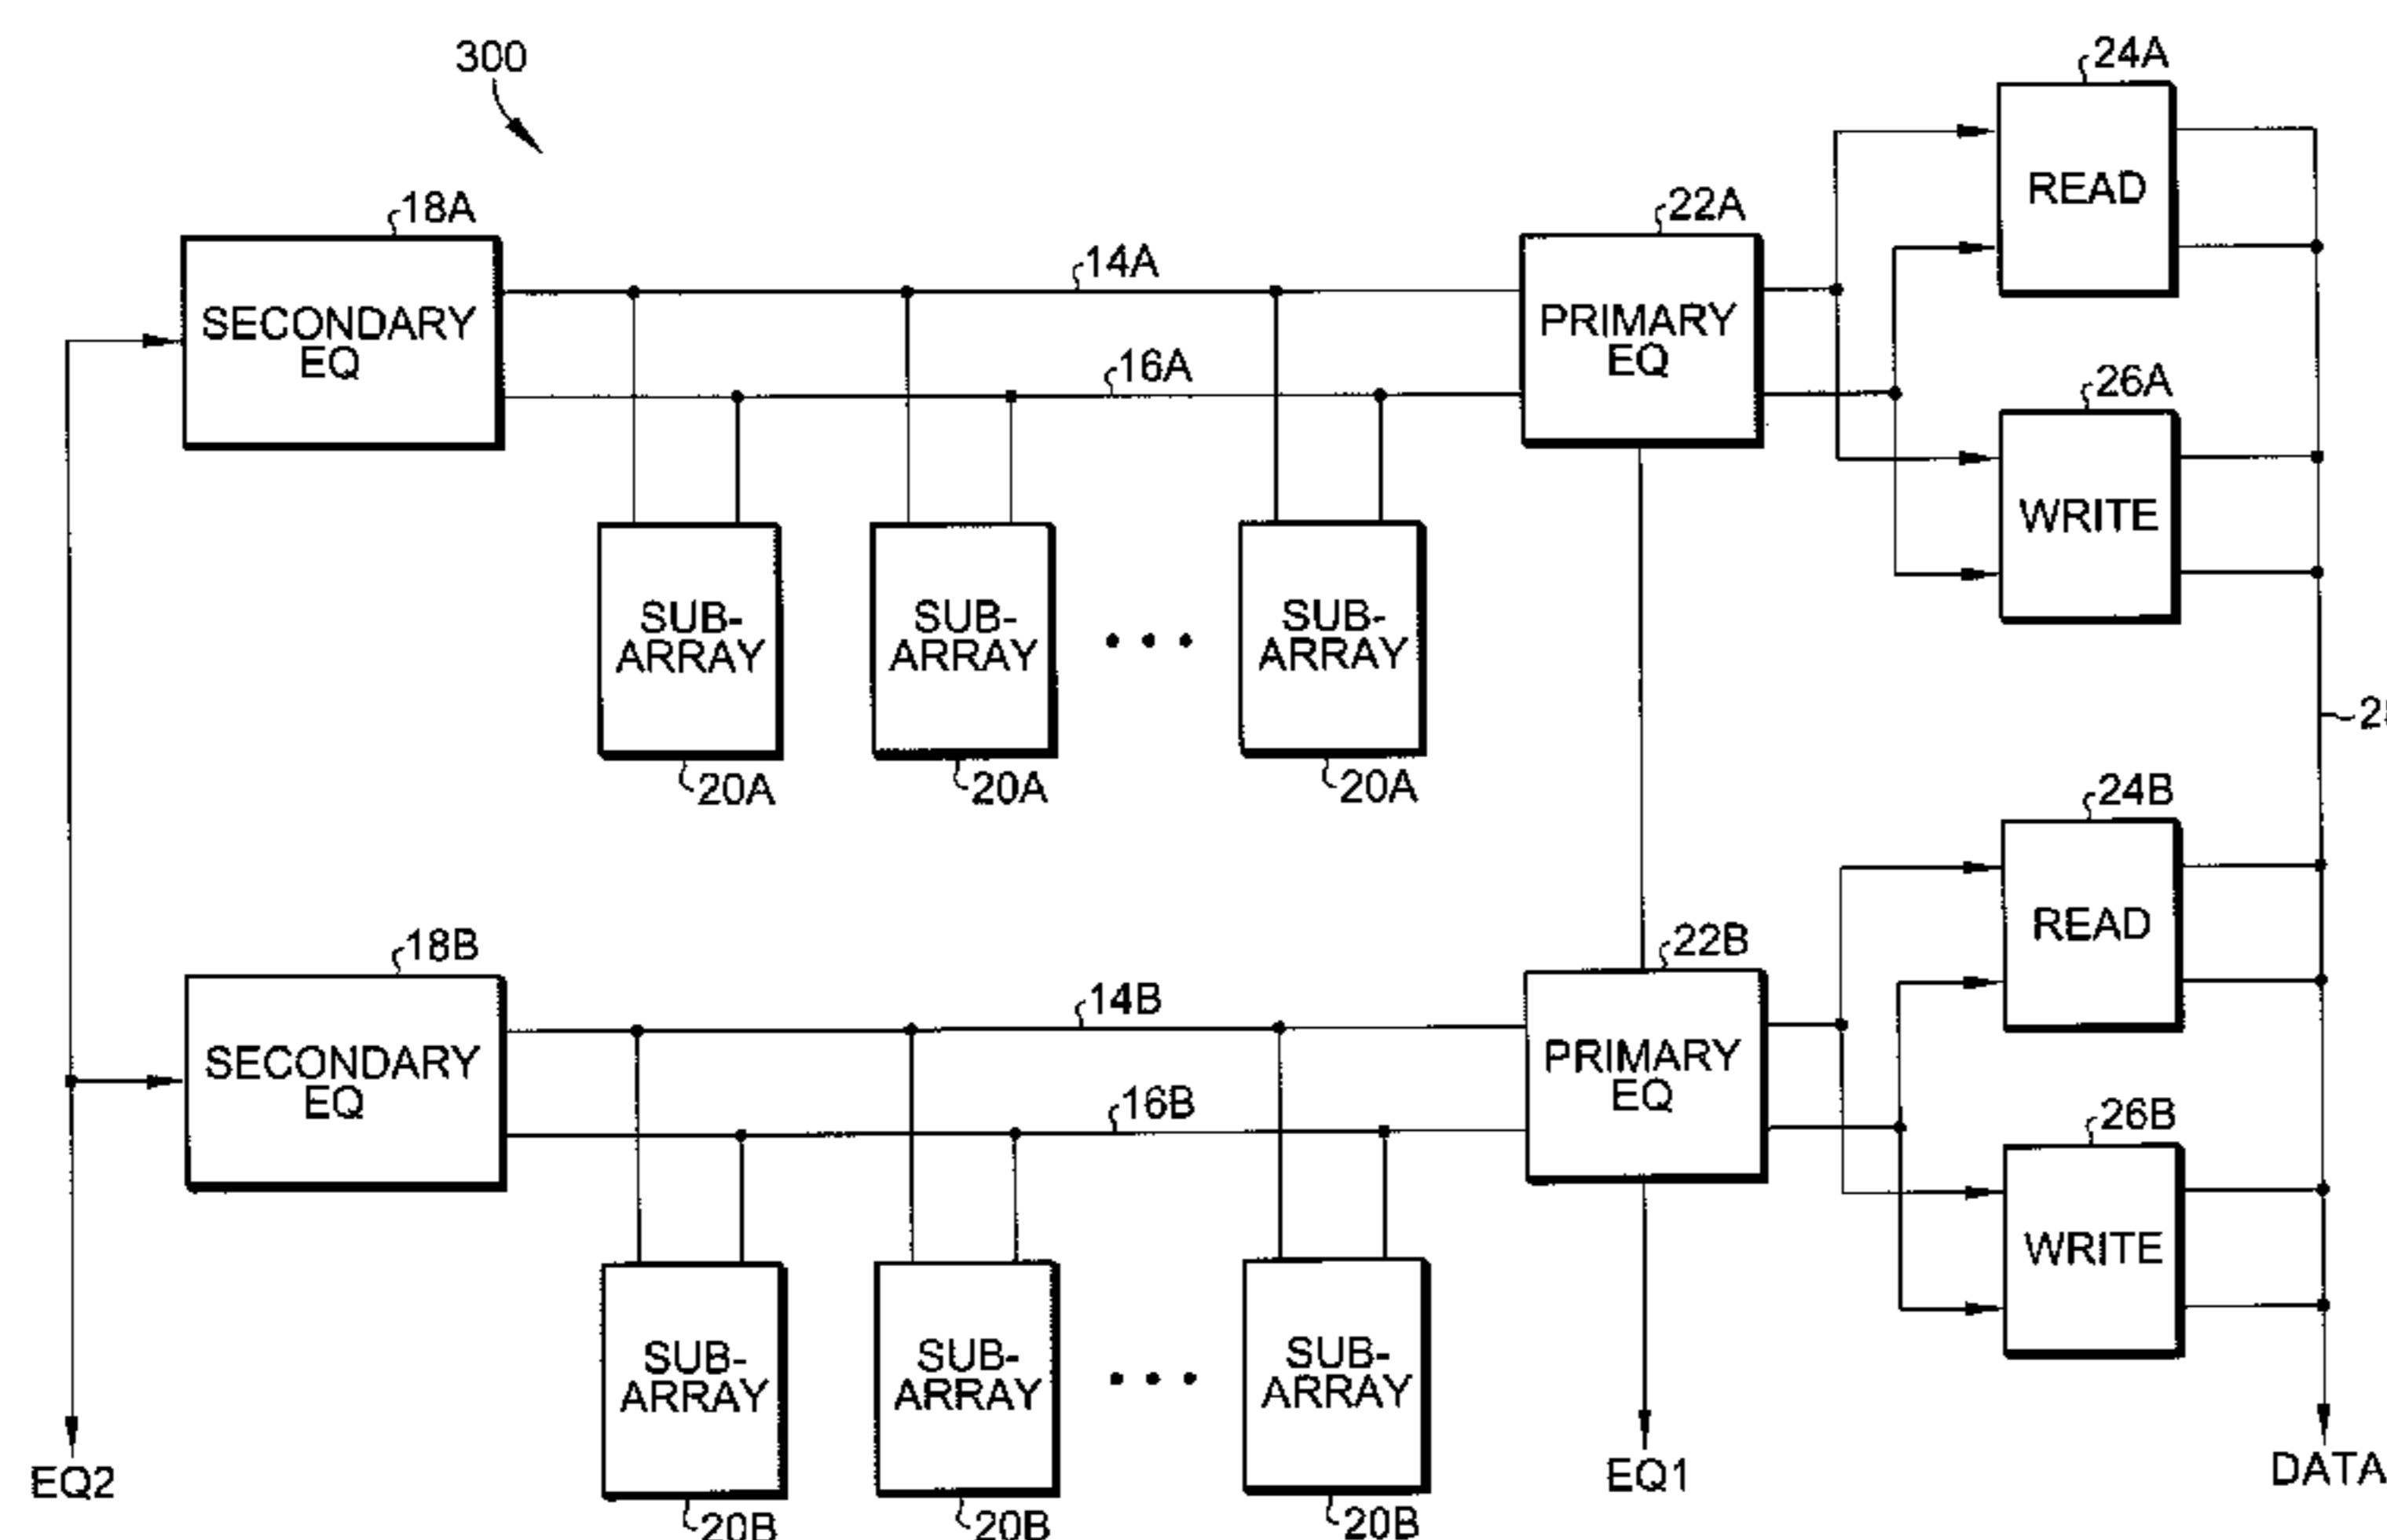 300
24A
READ
18A
22A
14A
SECONDARY
EQ
PRIMARY
EQ
16A
26A
WRITE
SUB-
ARRAY
SUB-
ARRAY
SUB-
ARRAY
20A
20A
20A
24B
READ
18B
22B
14B
SECONDARY
EQ
PRIMARY
EQ
16B
26B
WRITE
SUB-
ARRAY
SUB-
ARRAY
SUB-
ARRAY
EQ2
EQ1
DATA
20B
20B
20B